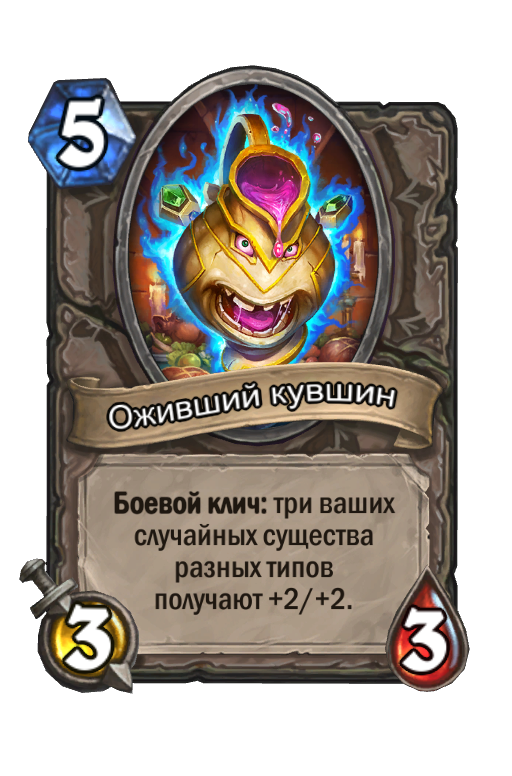 5
Оживший кувшин
Боевой клич: три ваших
случайных существа
разных типов
получают +2/+2.
3
3